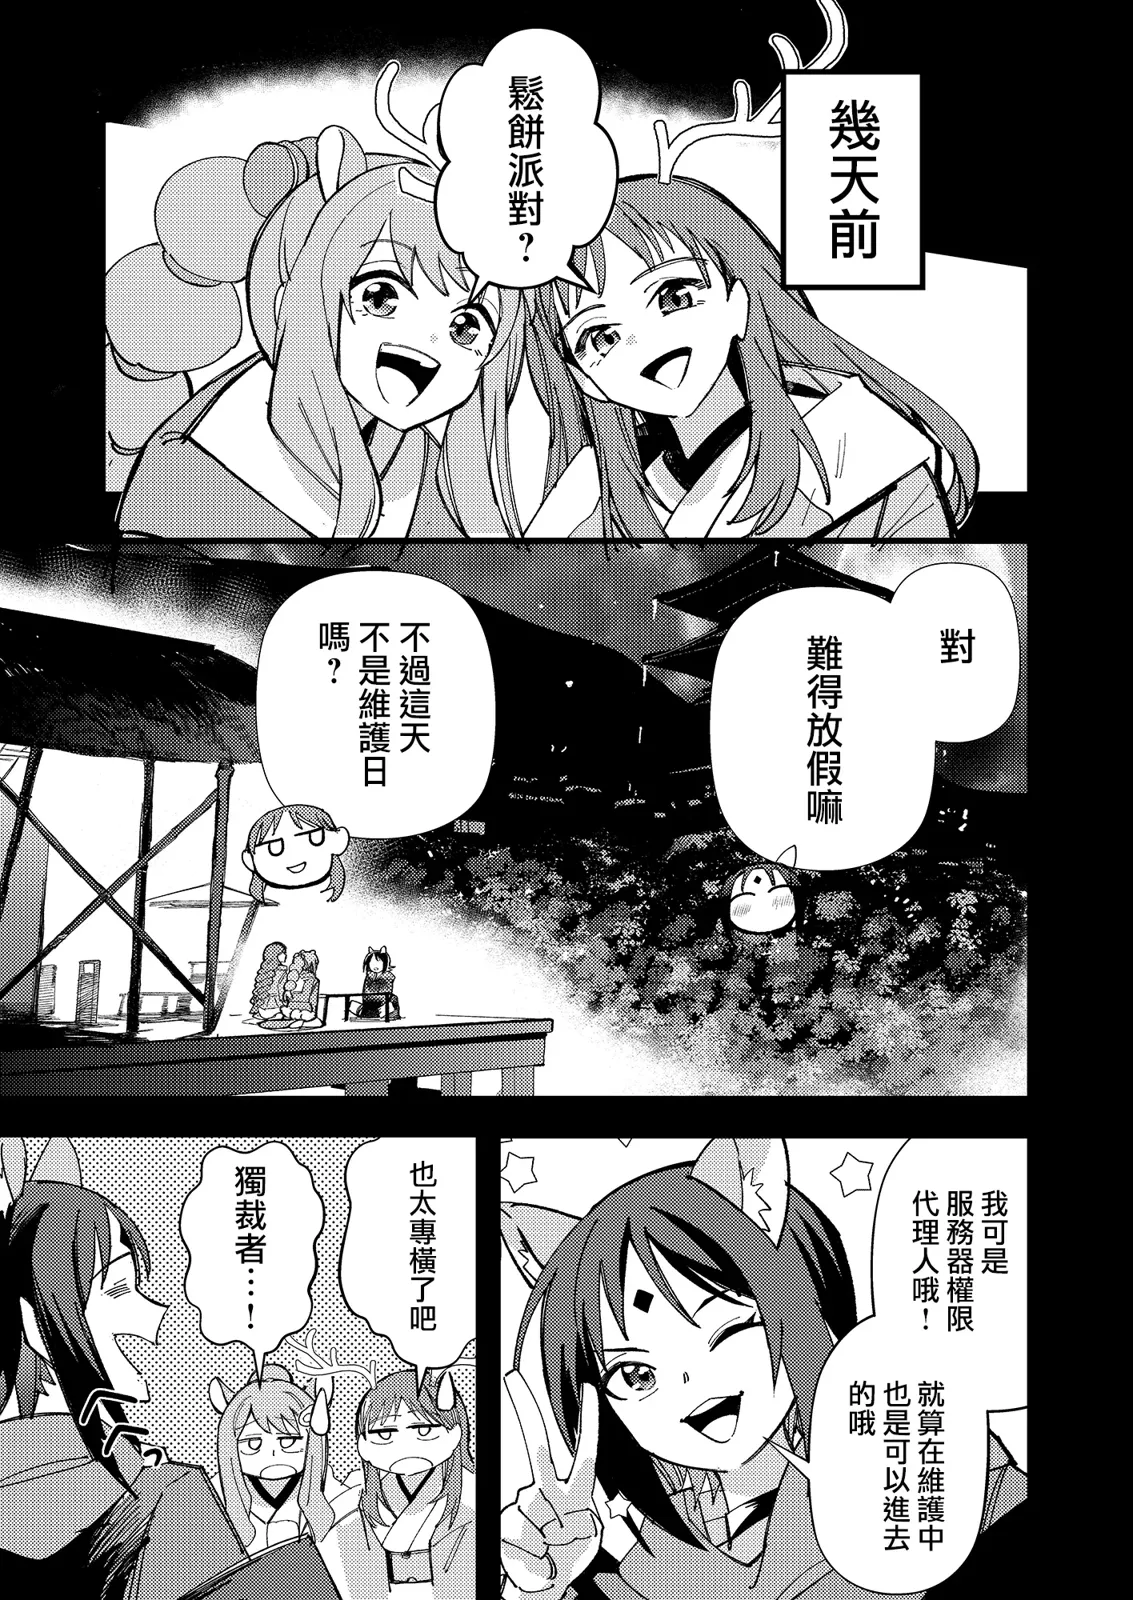 幾天前
鬆餅派對？
對
難得放假嘛
不過這天
不是維護日
嗎？
我可是
服務器權限
代理人哦！
就算在維護中
也是可以進去
的哦
也太專橫了吧
獨裁者…！